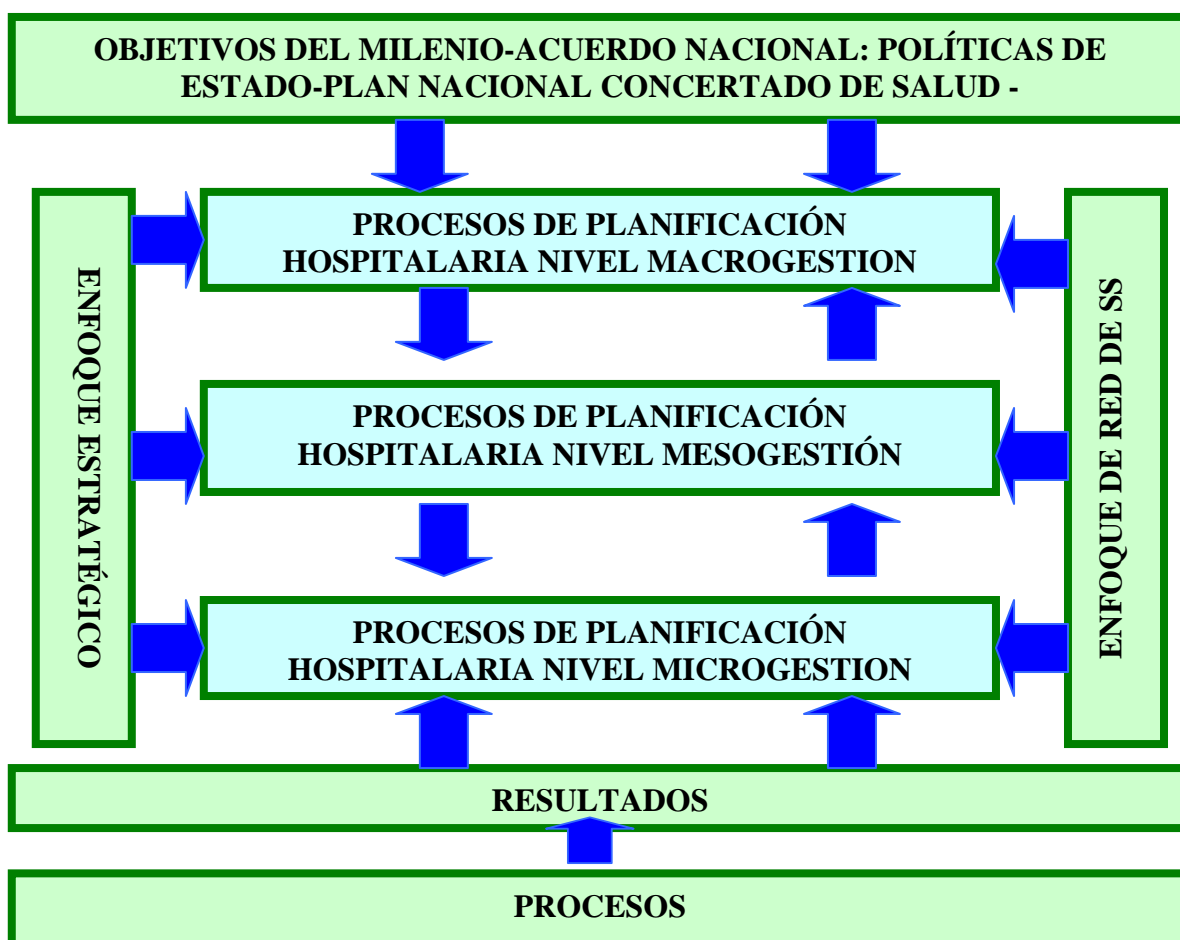 OBJETIVOS DEL MILENIO-ACUERDO NACIONAL: POLÍTICAS DE
ESTADO-PLAN NACIONAL CONCERTADO DE SALUD -
PROCESOS DE PLANIFICACIÓN
HOSPITALARIA NIVEL MACROGESTION
ENFOQUE ESTRATÉGICO
ENFOQUE DE RED DE SS
PROCESOS DE PLANIFICACIÓN
HOSPITALARIA NIVEL MESOGESTIÓN
PROCESOS DE PLANIFICACIÓN
HOSPITALARIA NIVEL MICROGESTION
RESULTADOS
PROCESOS